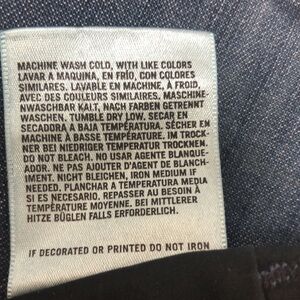 MACHINE WASH COLD, WITH LIKE COLORS
LAVAR A MAQUINA, EN FRÍO, CON COLORES
SIMILARES. LAVABLE EN MACHINE, À FROID,
AVEC DES COULEURS SIMILAIRES. MASCHINE-
NWASCHBAR KALT, NACH FARBEN GETRENNT
WASCHEN. TUMBLE DRY LOW, SECAR EN
SECADORA A BAJA TEMPERATURA. SÉCHER EN
MACHINE À BASSE TEMPÉRATURE. IM TROCK-
NER BEI NIEDRIGER TEMPERATUR TROCKNEN.
DO NOT BLEACH. NO USAR AGENTE BLANQUE-
ADOR. NE PAS AJOUTER D'AGENT DE BLANCH-
IMENT. NICHT BLEICHEN, IRON MEDIUM IF
NEEDED, PLANCHAR A TEMPERATURA MEDIA
SI ES NECESARIO. REPASSER AU BESOIN À
TEMPÉRATURE MOYENNE. BEI MITTLERER
HITZE BÜGLEN FALLS ERFORDERLICH.
IF DECORATED OR PRINTED DO NOT IRON